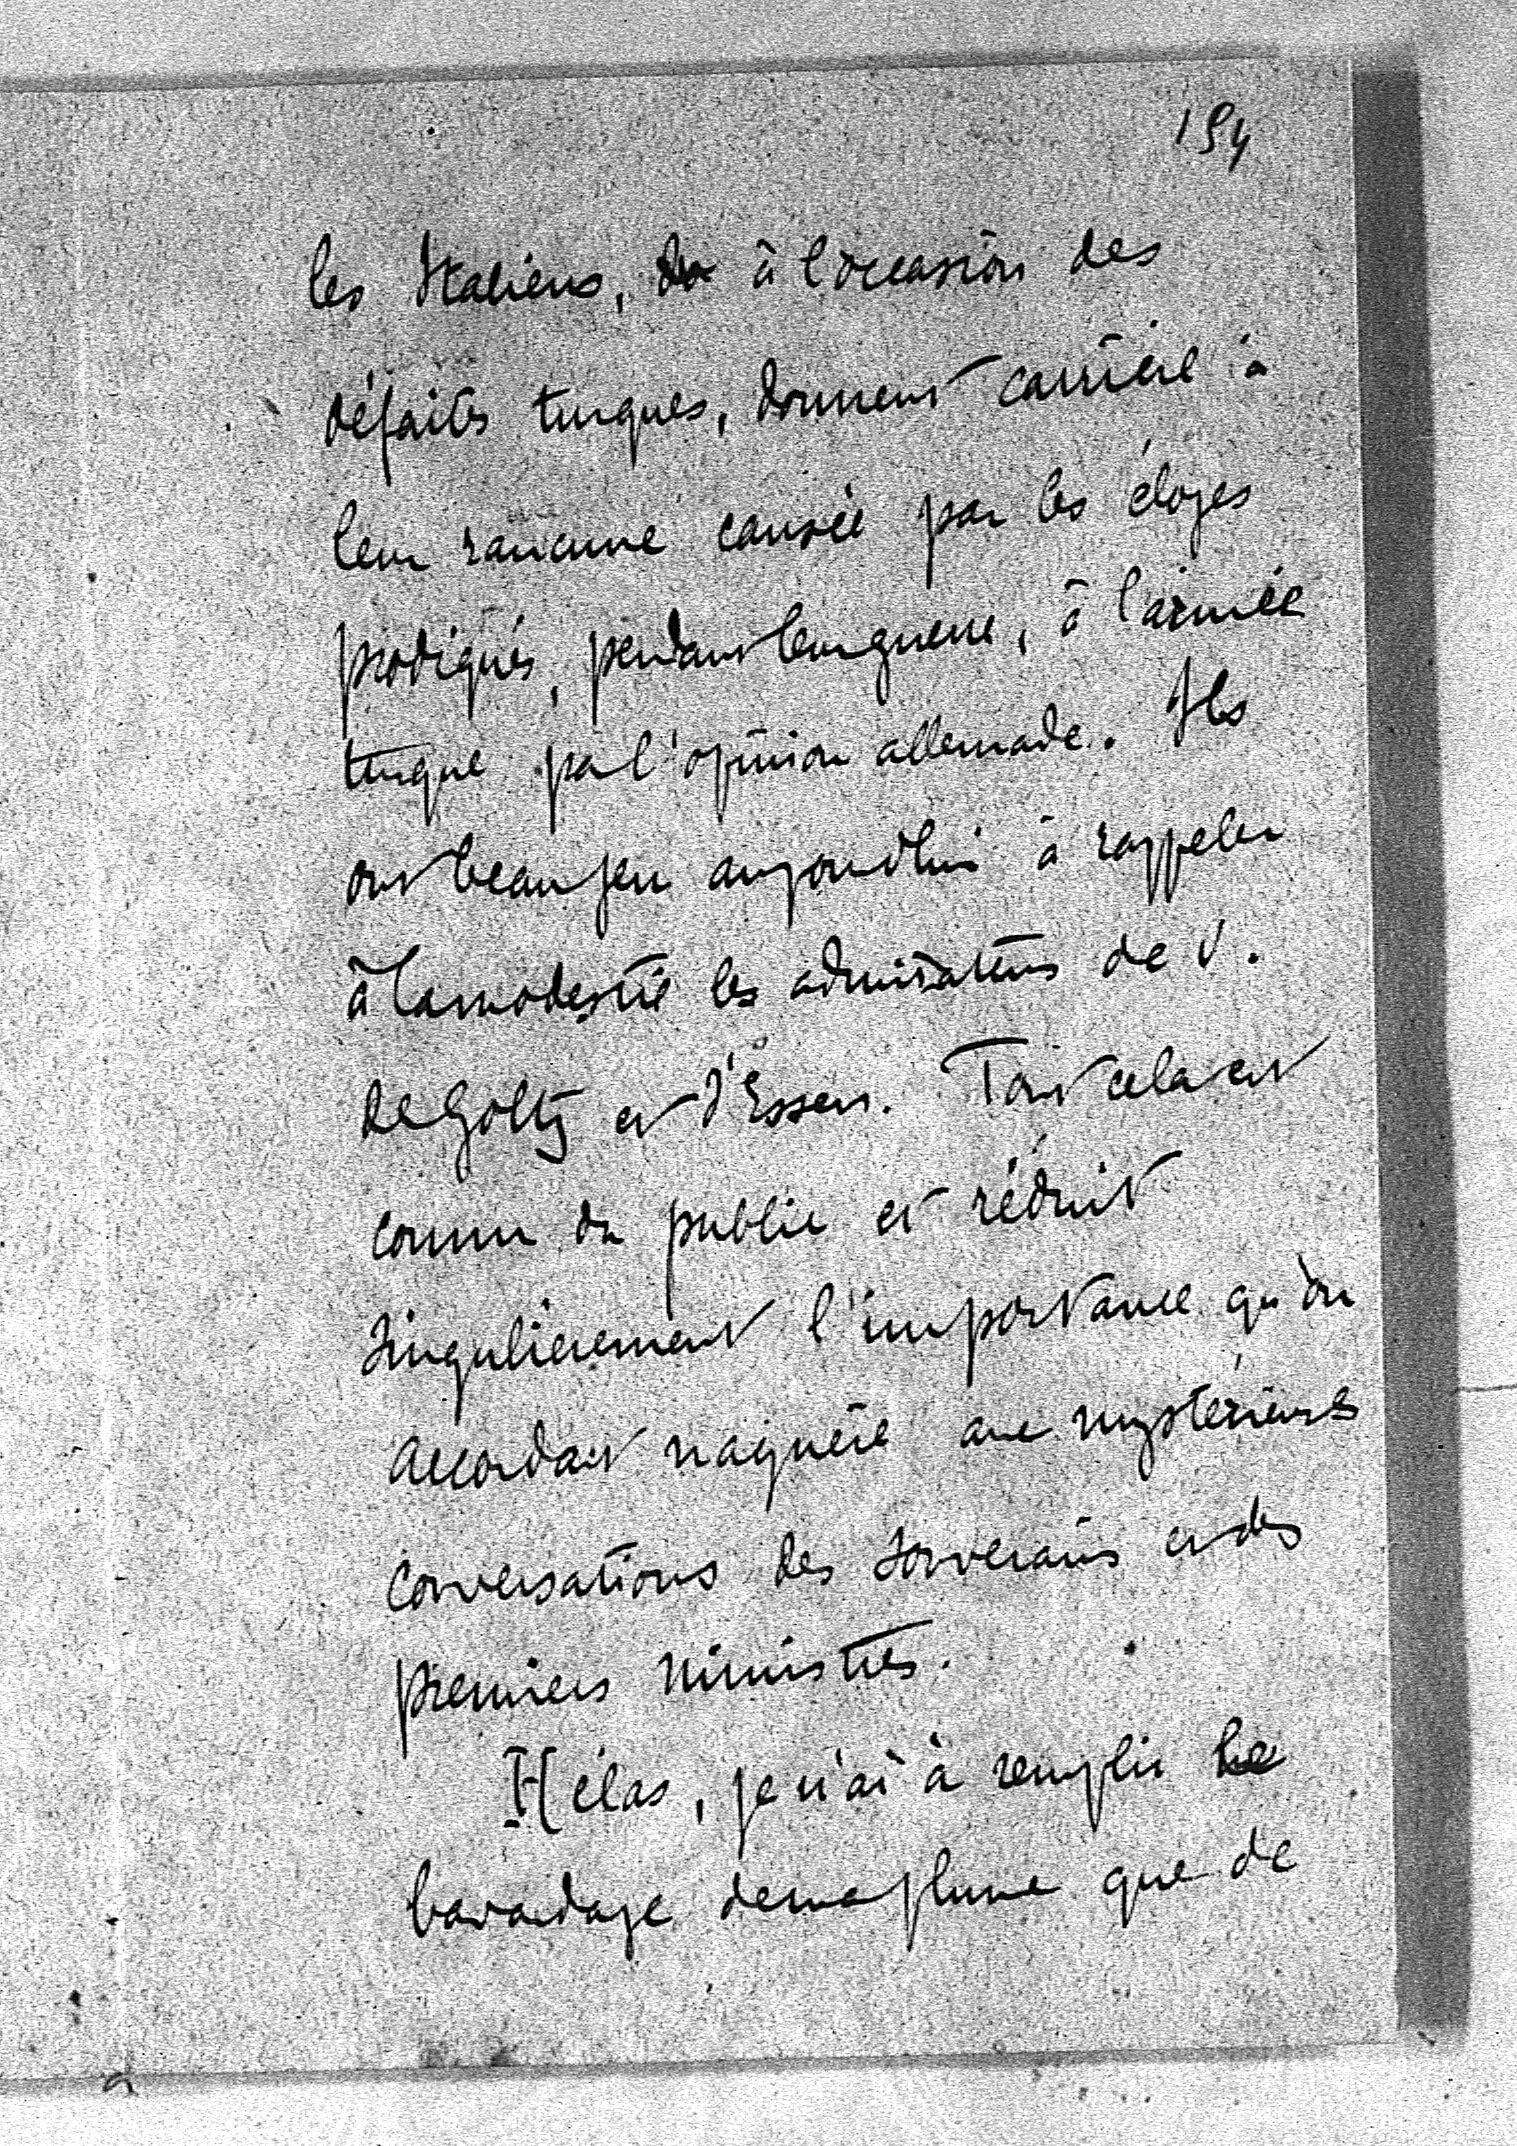 154
les Italiens, à l'occasion des
défaites turques, donnent carrière à
leur rancune causée par les éloges
prodigués, pendant leur guerre, à l'armée
turque par l'opinion allemande. Ils
ont beau jeu aujourd'hui à rappeler
à la modestie les admirateurs de V.
de Goltz et d'Essen. Tout cela est
connu du public et réduit
singulièrement l'importance qu'on
accordait naguère aux mystérieuses
conversations des souverains et des
premiers ministres.
Hélas, je n'ai à remplir le
bavardage de ma plume que de